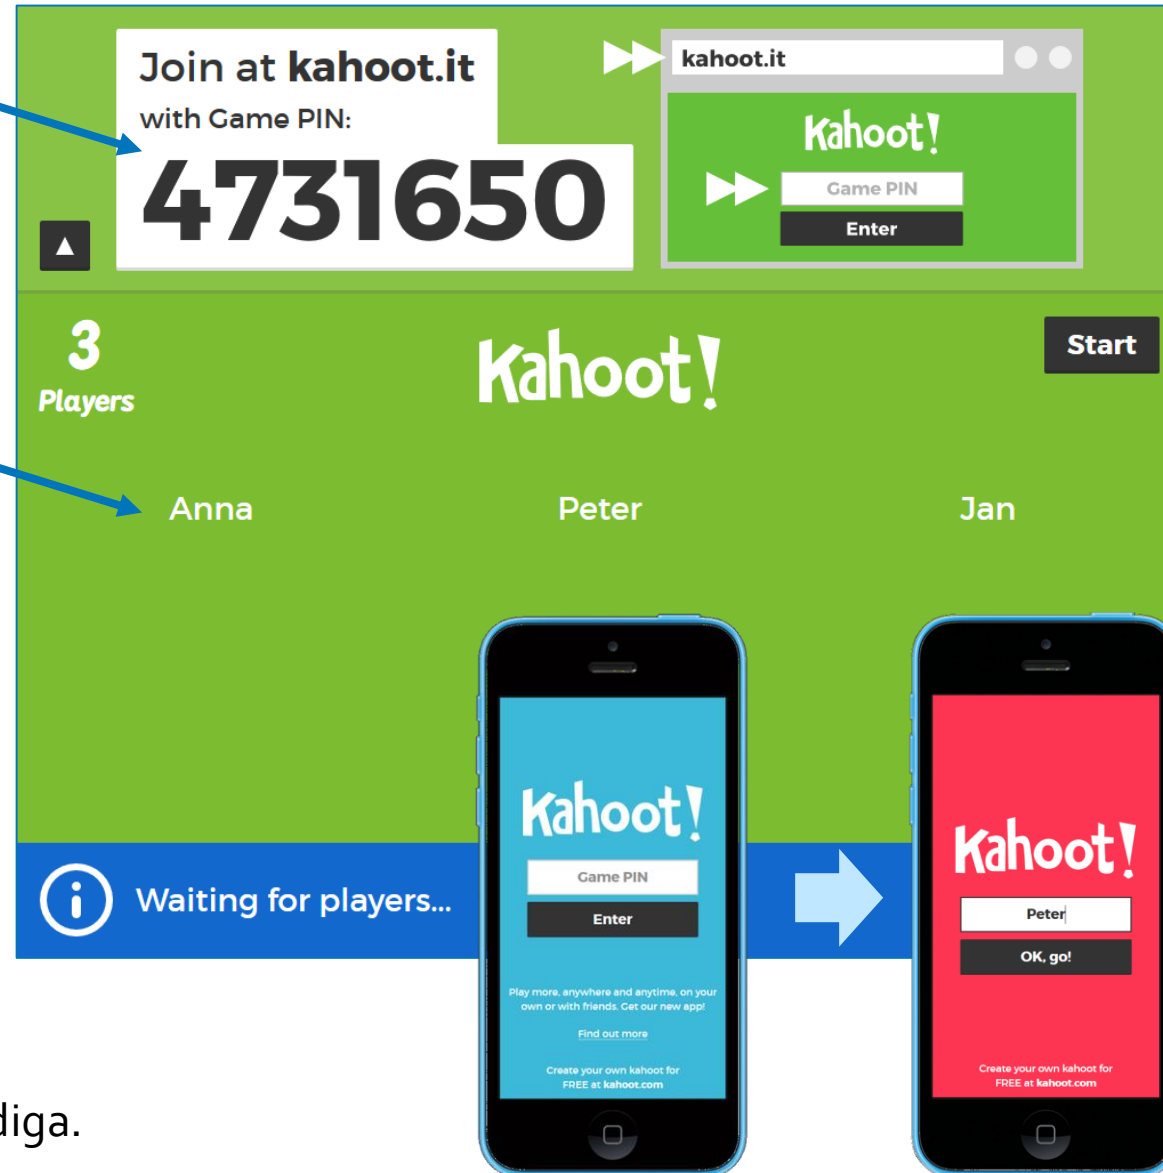 Join at kahoot.it
with Game PIN:
4731650
kahoot.it
Kahoot!
Game PIN
Enter
3
Players
Kahoot!
Start
Anna Peter Jan
Waiting for players...
Kahoot!
Game PIN
Enter
Play more, anywhere and anytime, on your
own or with friends. Get our new app!
Find out more
Create your own kahoot for
FREE at kahoot.com
Kahoot!
Peter
OK, go!
Create your own kahoot for
FREE at kahoot.com
diga.